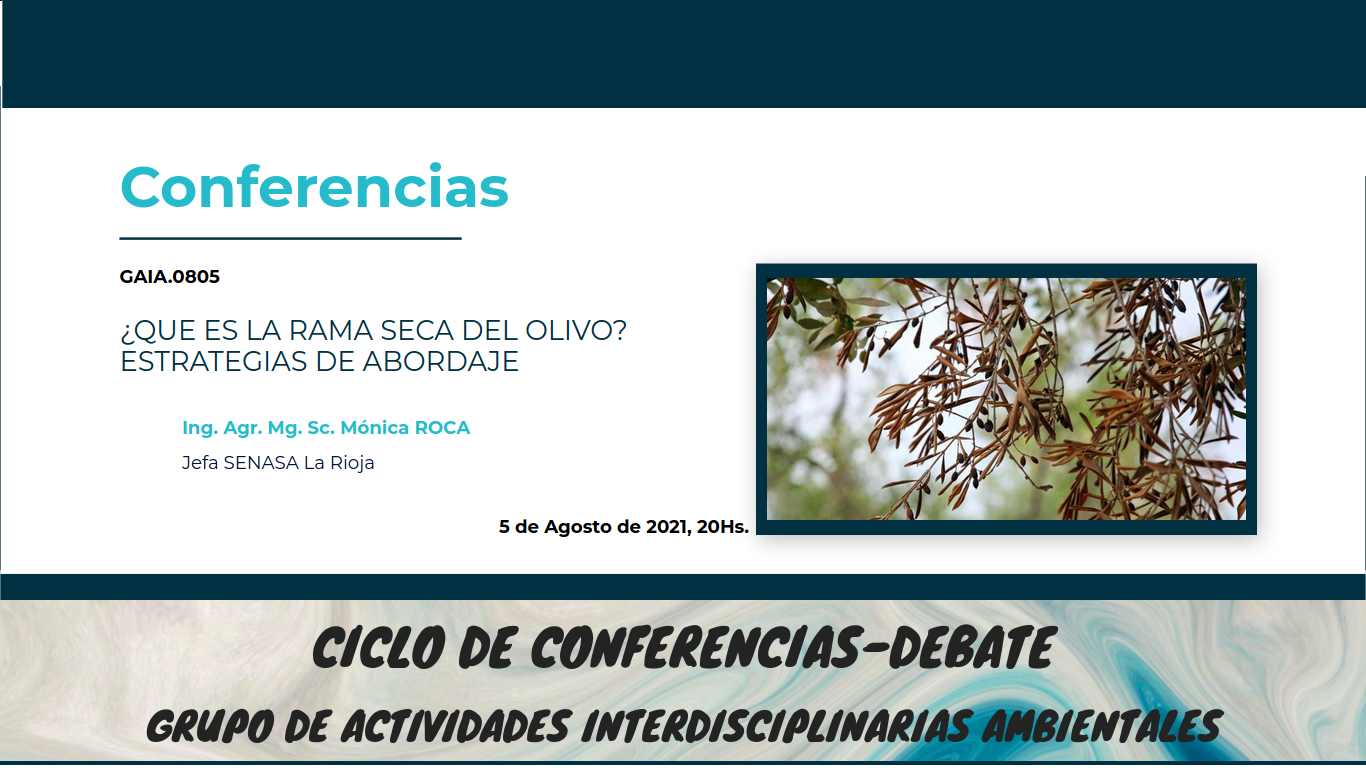 Conferencias
GAIA.0805
¿QUE ES LA RAMA SECA DEL OLIVO?
ESTRATEGIAS DE ABORDAJE
Ing. Agr. Mg. Sc. Mónica ROCA
Jefa SENASA La Rioja
5 de Agosto de 2021, 20Hs.
CICLO DE CONFERENCIAS-DEBATE
GRUPO DE ACTIVIDADES INTERDISCIPLINARIAS AMBIENTALES